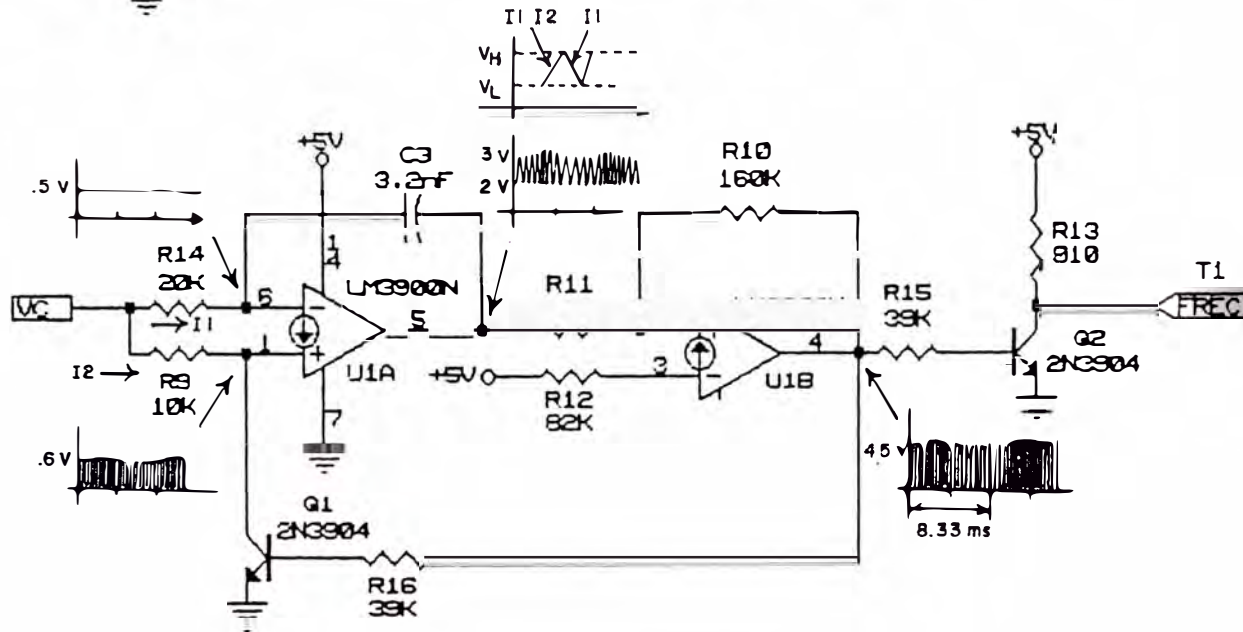 I1 I2 I1
VH
VL
+5V
C3
3.2nF
3 V
2 V
R10
160K
+5V
.5 V
R13
910
R14
20K
1
4
LM3900N
R11
T1
VC
6
5
R15
39K
FREC
I1
1
I2
R9
10K
U1A
+5V
3
4
U1B
Q2
2N3904
R12
82K
7
.6 V
4 5 V
8.33 ms
Q1
2N3904
R16
39K